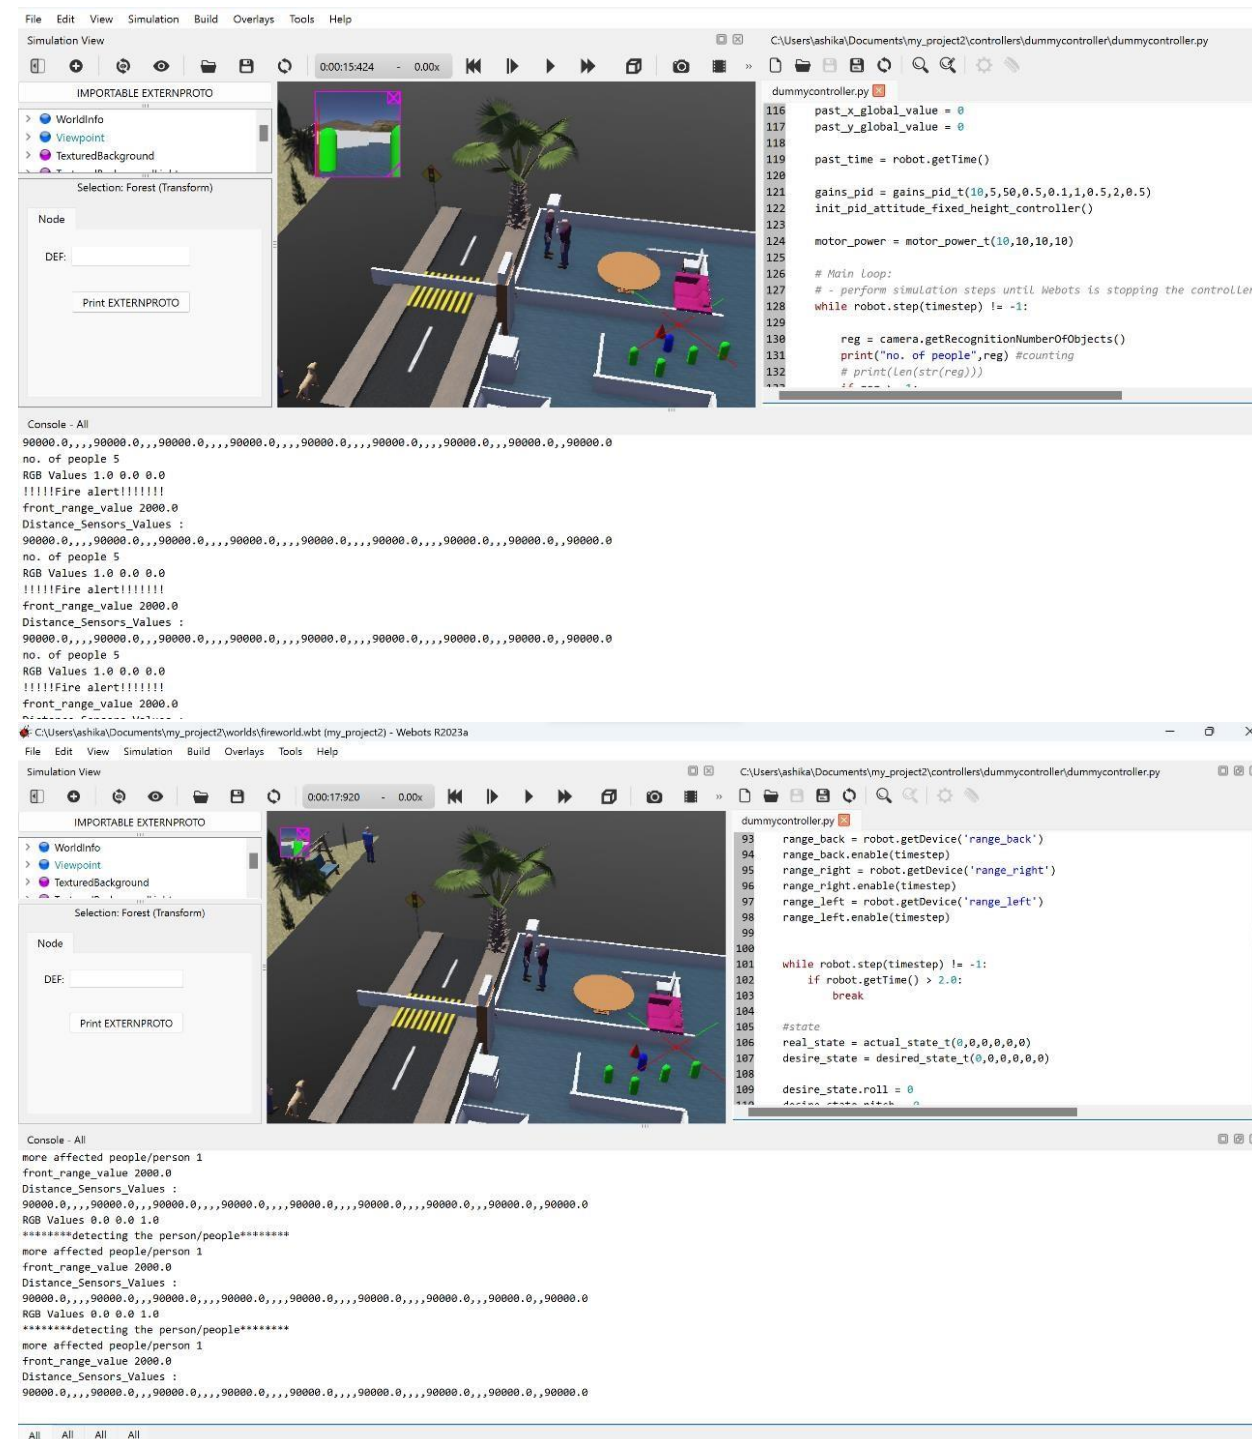 File Edit View Simulation Build Overlays Tools Help
Simulation View
C:\Users\ashika\Documents\my_project2\controllers\dummycontroller\dummycontroller.py
0:00:15:424 - 0.00x
IMPORTABLE EXTERNPROTO
WorldInfo
Viewpoint
TexturedBackground
Selection: Forest (Transform)
Node
DEF:
Print EXTERNPROTO
dummycontroller.py
116 past_x_global_value = 0
117 past_y_global_value = 0
118
119 past_time = robot.getTime()
120
121 gains_pid = gains_pid_t(10,5,50,0.5,0.1,1,0.5,2,0.5)
122 init_pid_attitude_fixed_height_controller()
123
124 motor_power = motor_power_t(10,10,10,10)
125
126 # Main loop:
127 # - perform simulation steps until Webots is stopping the controller
128 while robot.step(timestep) != -1:
129
130 reg = camera.getRecognitionNumberOfObjects()
131 print("no. of people",reg) #counting
132 # print(len(str(reg)))
Console - All
90000.0,,,,90000.0,,,90000.0,,,,90000.0,,,,90000.0,,,,90000.0,,,,90000.0,,,90000.0,,90000.0
no. of people 5
RGB Values 1.0 0.0 0.0
!!!!!Fire alert!!!!!!!
front_range_value 2000.0
Distance_Sensors_Values :
90000.0,,,,90000.0,,,90000.0,,,,90000.0,,,,90000.0,,,,90000.0,,,,90000.0,,,90000.0,,90000.0
no. of people 5
RGB Values 1.0 0.0 0.0
!!!!!Fire alert!!!!!!!
front_range_value 2000.0
Distance_Sensors_Values :
90000.0,,,,90000.0,,,90000.0,,,,90000.0,,,,90000.0,,,,90000.0,,,,90000.0,,,90000.0,,90000.0
no. of people 5
RGB Values 1.0 0.0 0.0
!!!!!Fire alert!!!!!!!
front_range_value 2000.0
Distance_Sensors_Values :
C:\Users\ashika\Documents\my_project2\worlds\fireworld.wbt (my_project2) - Webots R2023a
File Edit View Simulation Build Overlays Tools Help
Simulation View
C:\Users\ashika\Documents\my_project2\controllers\dummycontroller\dummycontroller.py
0:00:17:920 - 0.00x
IMPORTABLE EXTERNPROTO
WorldInfo
Viewpoint
TexturedBackground
Selection: Forest (Transform)
Node
DEF:
Print EXTERNPROTO
dummycontroller.py
93 range_back = robot.getDevice('range_back')
94 range_back.enable(timestep)
95 range_right = robot.getDevice('range_right')
96 range_right.enable(timestep)
97 range_left = robot.getDevice('range_left')
98 range_left.enable(timestep)
99
100
101 while robot.step(timestep) != -1:
102 if robot.getTime() > 2.0:
103 break
104
105 #state
106 real_state = actual_state_t(0,0,0,0,0,0)
107 desire_state = desired_state_t(0,0,0,0,0,0)
108
109 desire_state.roll = 0
110 desire_state.pitch = 0
Console - All
more affected people/person 1
front_range_value 2000.0
Distance_Sensors_Values :
90000.0,,,,90000.0,,,90000.0,,,,90000.0,,,,90000.0,,,,90000.0,,,,90000.0,,,90000.0,,90000.0
RGB Values 0.0 0.0 1.0
********detecting the person/people********
more affected people/person 1
front_range_value 2000.0
Distance_Sensors_Values :
90000.0,,,,90000.0,,,90000.0,,,,90000.0,,,,90000.0,,,,90000.0,,,,90000.0,,,90000.0,,90000.0
RGB Values 0.0 0.0 1.0
********detecting the person/people********
more affected people/person 1
front_range_value 2000.0
Distance_Sensors_Values :
90000.0,,,,90000.0,,,90000.0,,,,90000.0,,,,90000.0,,,,90000.0,,,,90000.0,,,90000.0,,90000.0
All All All All